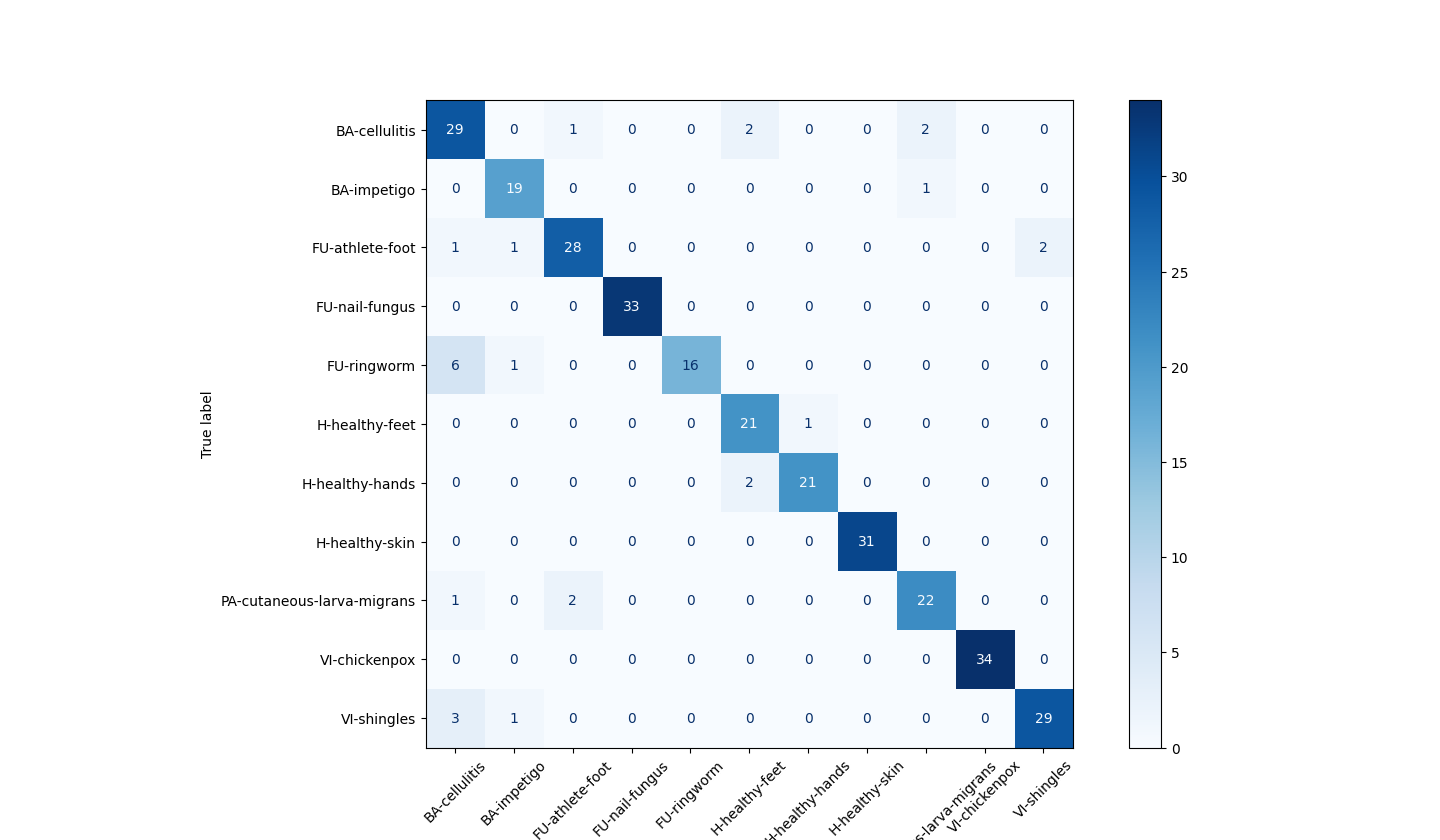 BA-cellulitis 29 0 1 0 0 2 0 0 2 0 0
BA-impetigo 0 19 0 0 0 0 0 0 1 0 0 30
FU-athlete-foot 1 1 28 0 0 0 0 0 0 0 2
25
FU-nail-fungus 0 0 0 33 0 0 0 0 0 0 0
FU-ringworm 6 1 0 0 16 0 0 0 0 0 0 20
True label
H-healthy-feet 0 0 0 0 0 21 1 0 0 0 0
15
H-healthy-hands 0 0 0 0 0 2 21 0 0 0 0
H-healthy-skin 0 0 0 0 0 0 0 31 0 0 0 10
PA-cutaneous-larva-migrans 1 0 2 0 0 0 0 0 22 0 0
VI-chickenpox 0 0 0 0 0 0 0 0 0 34 0 5
VI-shingles 3 1 0 0 0 0 0 0 0 0 29
0
BA-cellulitis
BA-impetigo
FU-athlete-foot
FU-nail-fungus
FU-ringworm
H-healthy-feet
H-healthy-hands
H-healthy-skin
s-larva-migrans
VI-chickenpox
VI-shingles